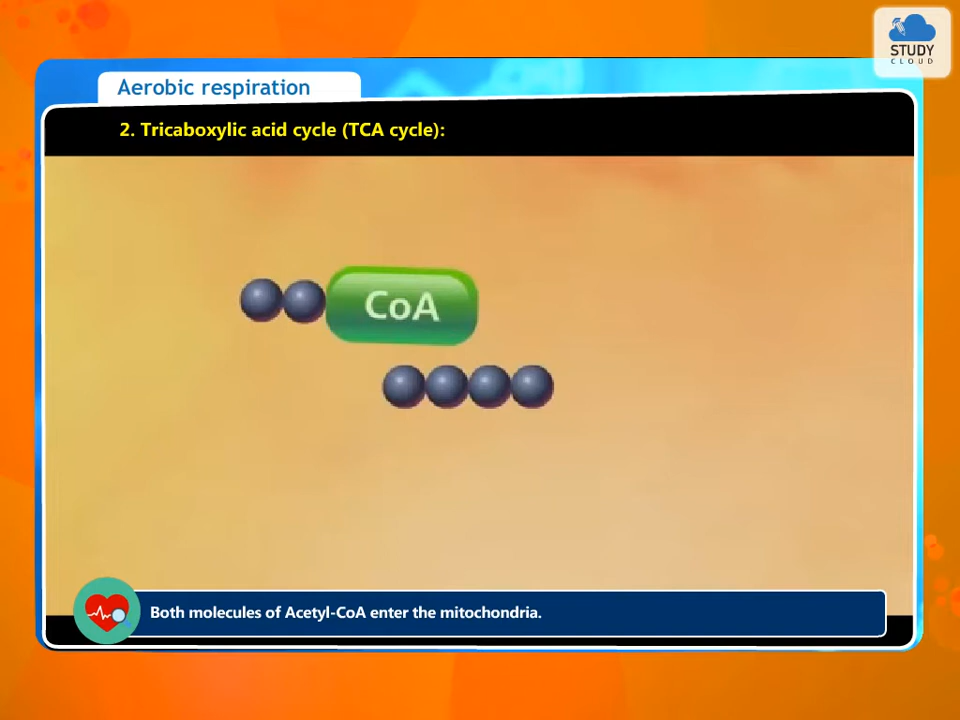 STUDY
CLOUD
Aerobic respiration
2. Tricaboxylic acid cycle (TCA cycle):
CoA
Both molecules of Acetyl-CoA enter the mitochondria.